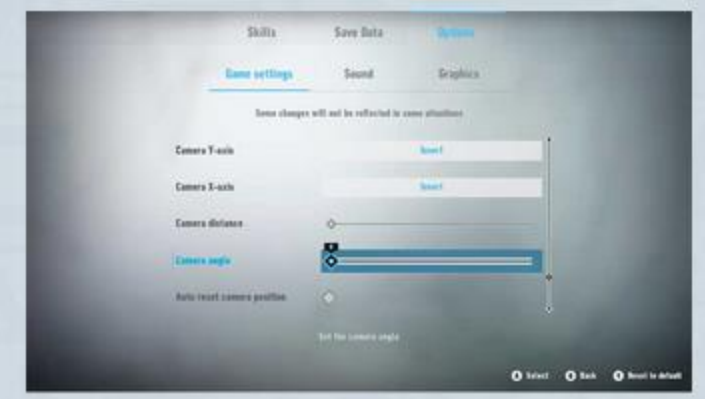 Skills Save Data Options
Game settings Sound Graphics
Some changes will not be reflected in some situations
Camera Y-axis Invert
Camera X-axis Invert
Camera distance
Camera angle
Auto reset camera position
Set the camera angle
Select Back Reset to default